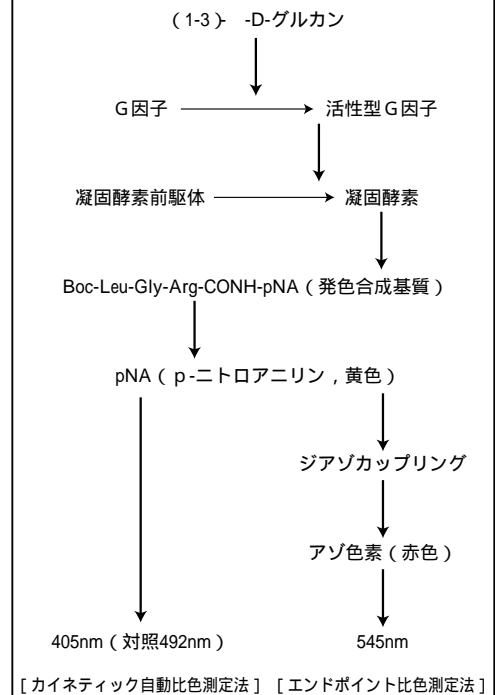 (1-3)- -D-グルカン
G因子 活性型G因子
凝固酵素前駆体 凝固酵素
Boc-Leu-Gly-Arg-CONH-pNA(発色合成基質)
pNA(p-ニトロアニリン,黄色)
ジアゾカップリング
アゾ色素(赤色)
405nm(対照492nm) 545nm
[カイネティック自動比色測定法] [エンドポイント比色測定法]